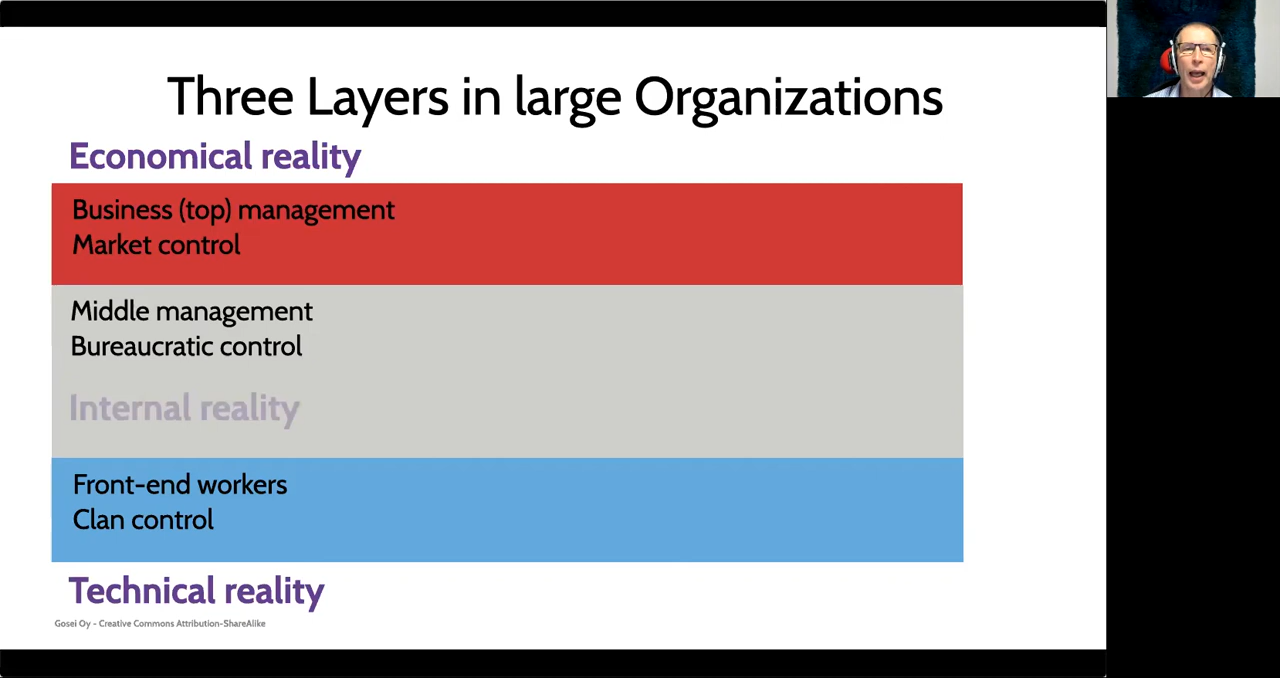 Three Layers in large Organizations
Economical reality
Business (top) management
Market control
Middle management
Bureaucratic control
Internal reality
Front-end workers
Clan control
Technical reality
Gosei Oy - Creative Commons Attribution-ShareAlike